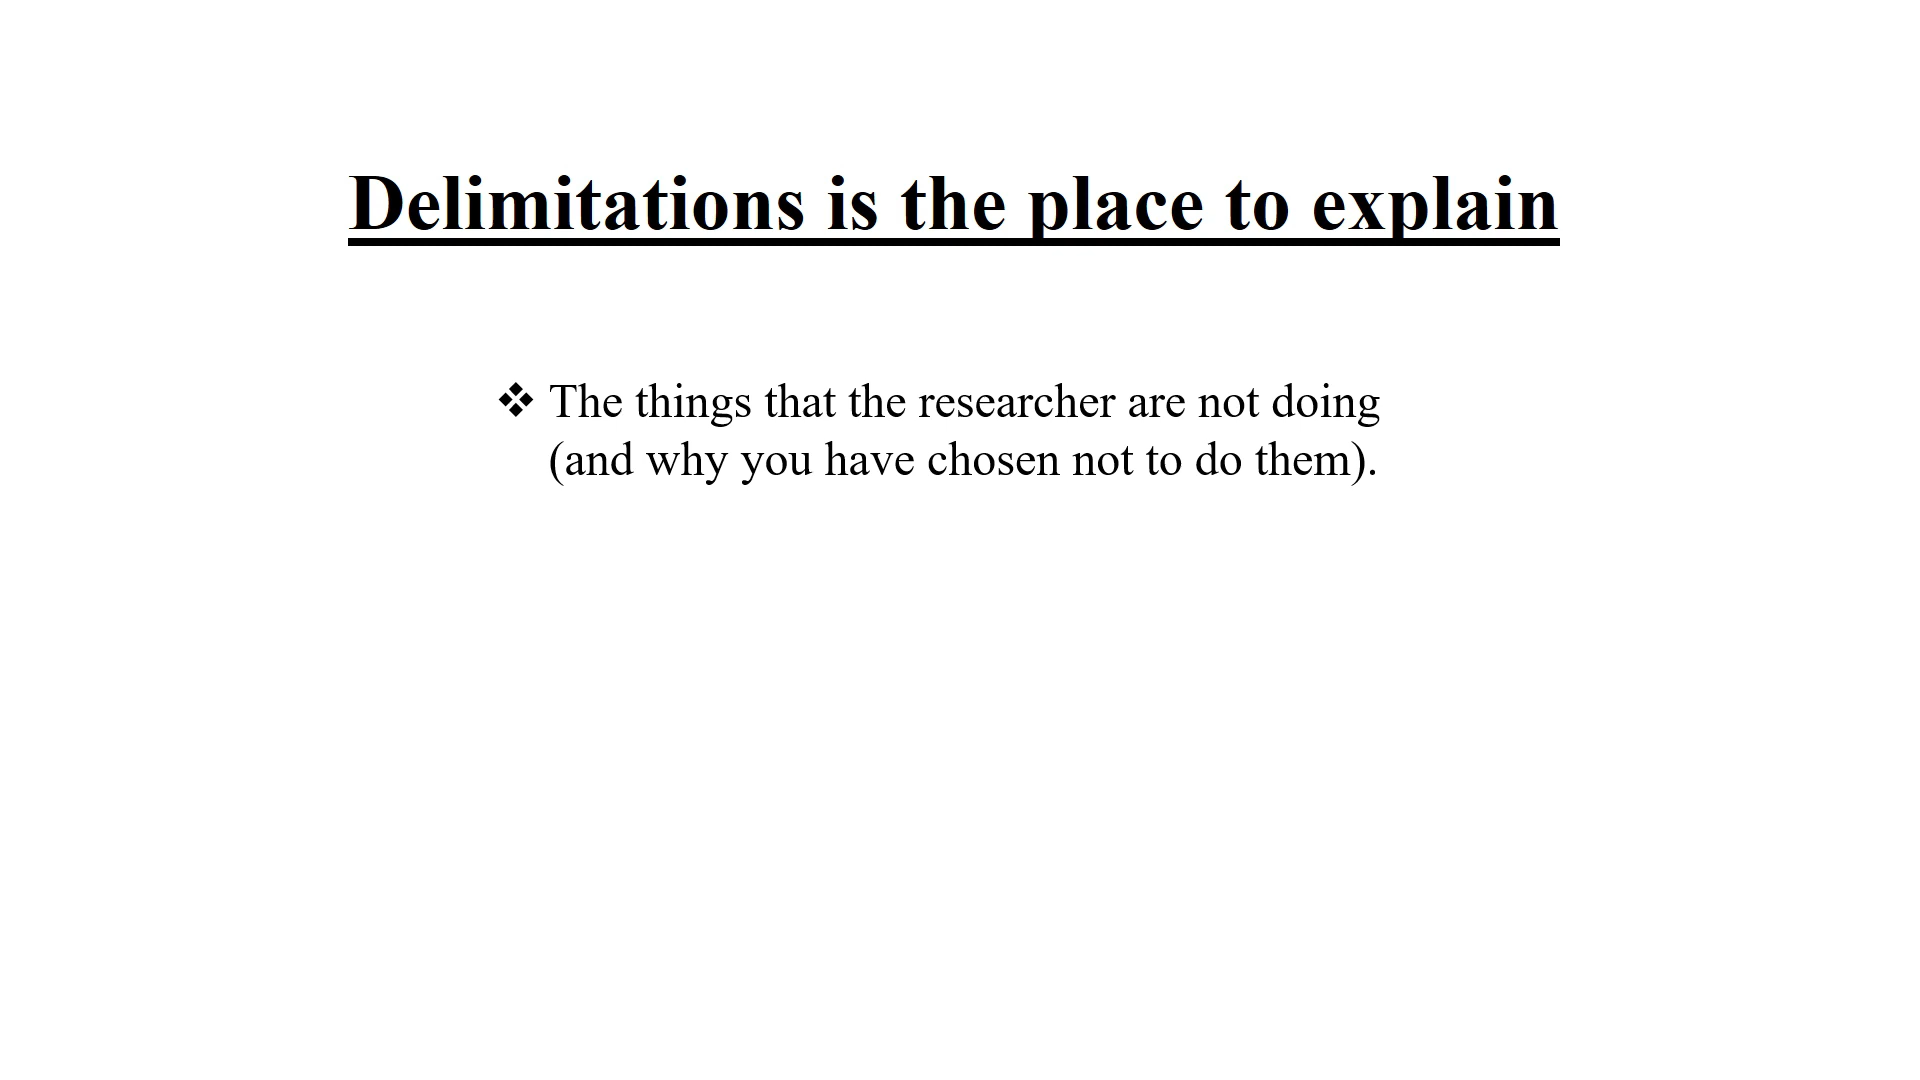 Delimitations is the place to explain
❖ The things that the researcher are not doing
(and why you have chosen not to do them).